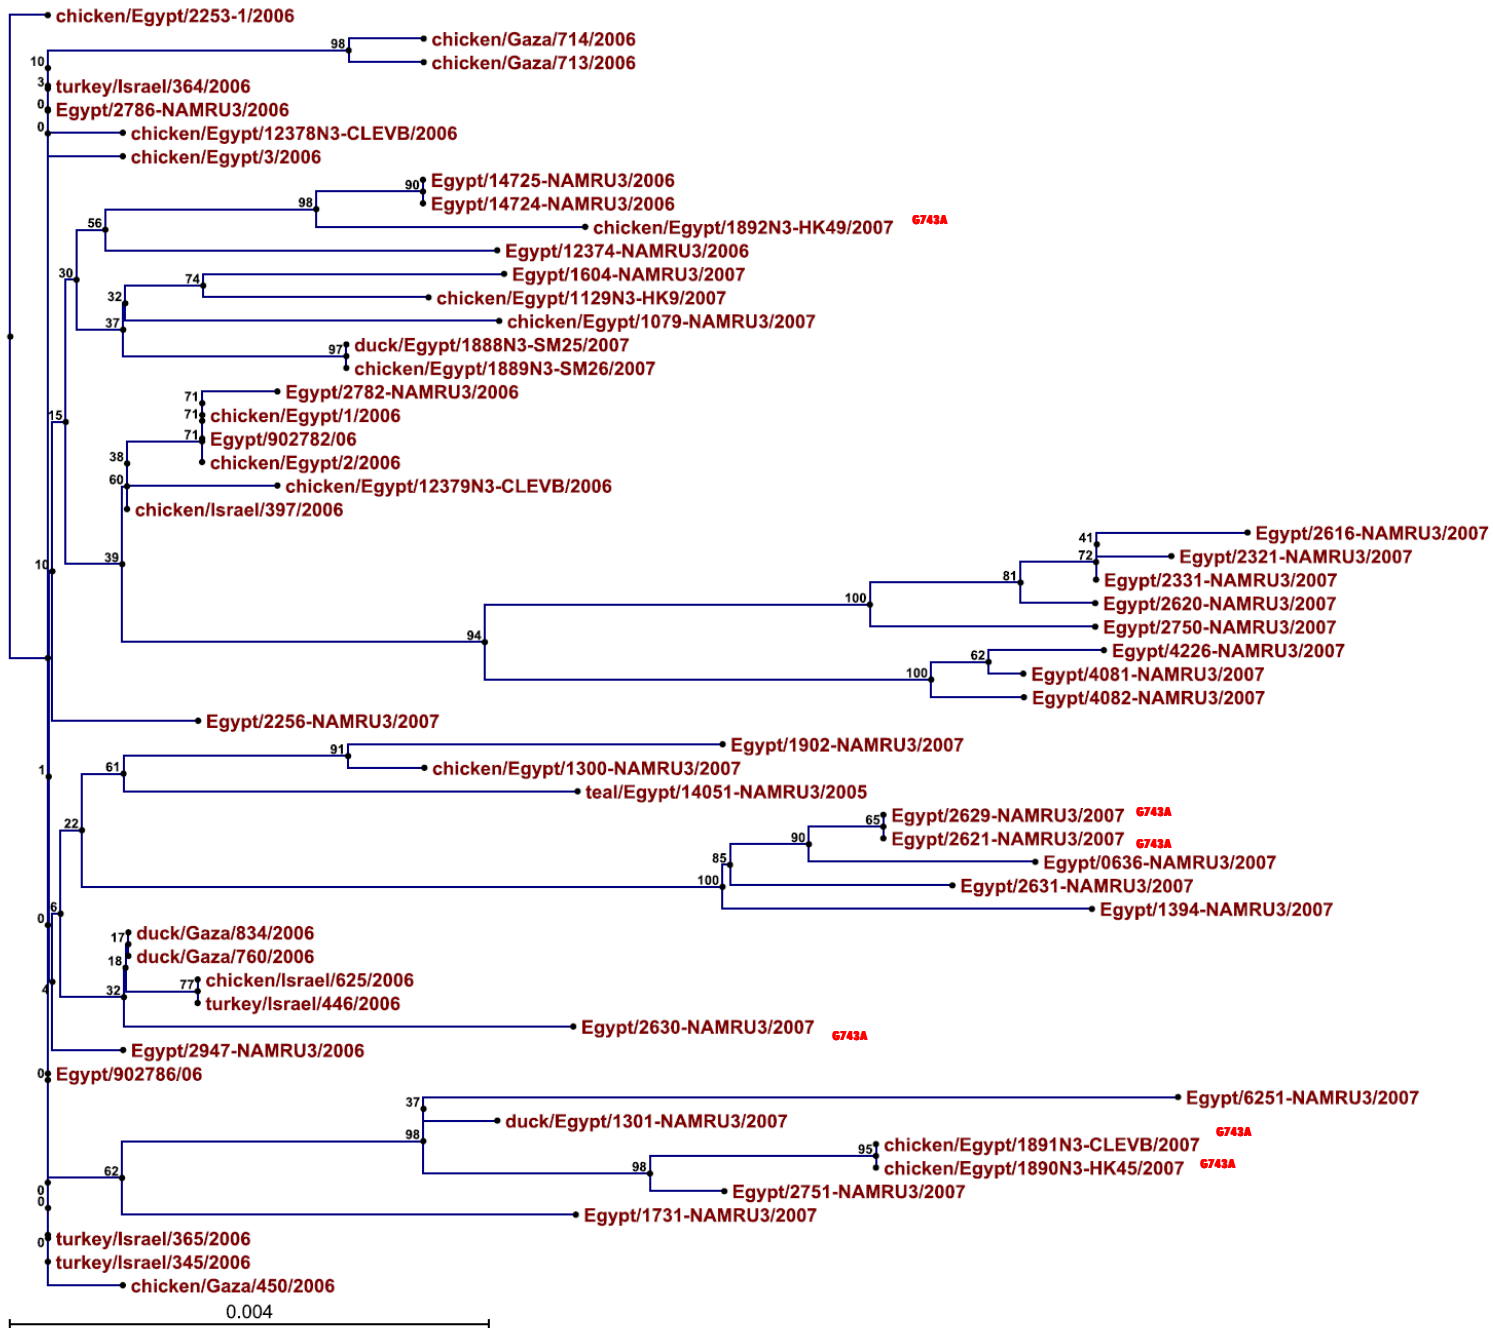 chicken/Egypt/2253-1/2006
98 chicken/Gaza/714/2006
chicken/Gaza/713/2006
10
3 turkey/Israel/364/2006
0 Egypt/2786-NAMRU3/2006
0 chicken/Egypt/12378N3-CLEVB/2006
chicken/Egypt/3/2006
90 Egypt/14725-NAMRU3/2006
Egypt/14724-NAMRU3/2006
98
chicken/Egypt/1892N3-HK49/2007 G743A
56
Egypt/12374-NAMRU3/2006
30
74 Egypt/1604-NAMRU3/2007
chicken/Egypt/1129N3-HK9/2007
32
chicken/Egypt/1079-NAMRU3/2007
37
97 duck/Egypt/1888N3-SM25/2007
chicken/Egypt/1889N3-SM26/2007
71 Egypt/2782-NAMRU3/2006
15
71 chicken/Egypt/1/2006
71 Egypt/902782/06
38 chicken/Egypt/2/2006
60 chicken/Egypt/12379N3-CLEVB/2006
chicken/Israel/397/2006
41 Egypt/2616-NAMRU3/2007
72 Egypt/2321-NAMRU3/2007
10
39
81
Egypt/2331-NAMRU3/2007
100 Egypt/2620-NAMRU3/2007
Egypt/2750-NAMRU3/2007
94
62 Egypt/4226-NAMRU3/2007
100 Egypt/4081-NAMRU3/2007
Egypt/4082-NAMRU3/2007
Egypt/2256-NAMRU3/2007
91 Egypt/1902-NAMRU3/2007
1
61
chicken/Egypt/1300-NAMRU3/2007
teal/Egypt/14051-NAMRU3/2005
65 Egypt/2629-NAMRU3/2007 G743A
22
90 Egypt/2621-NAMRU3/2007 G743A
85 Egypt/0636-NAMRU3/2007
100 Egypt/2631-NAMRU3/2007
6
Egypt/1394-NAMRU3/2007
0
17 duck/Gaza/834/2006
18 duck/Gaza/760/2006
77 chicken/Israel/625/2006
4
32
turkey/Israel/446/2006
Egypt/2630-NAMRU3/2007 G743A
Egypt/2947-NAMRU3/2006
0 Egypt/902786/06
37 Egypt/6251-NAMRU3/2007
duck/Egypt/1301-NAMRU3/2007
98
95 chicken/Egypt/1891N3-CLEVB/2007 G743A
62
98 chicken/Egypt/1890N3-HK45/2007 G743A
0
Egypt/2751-NAMRU3/2007
0
Egypt/1731-NAMRU3/2007
0 turkey/Israel/365/2006
turkey/Israel/345/2006
chicken/Gaza/450/2006
0.004